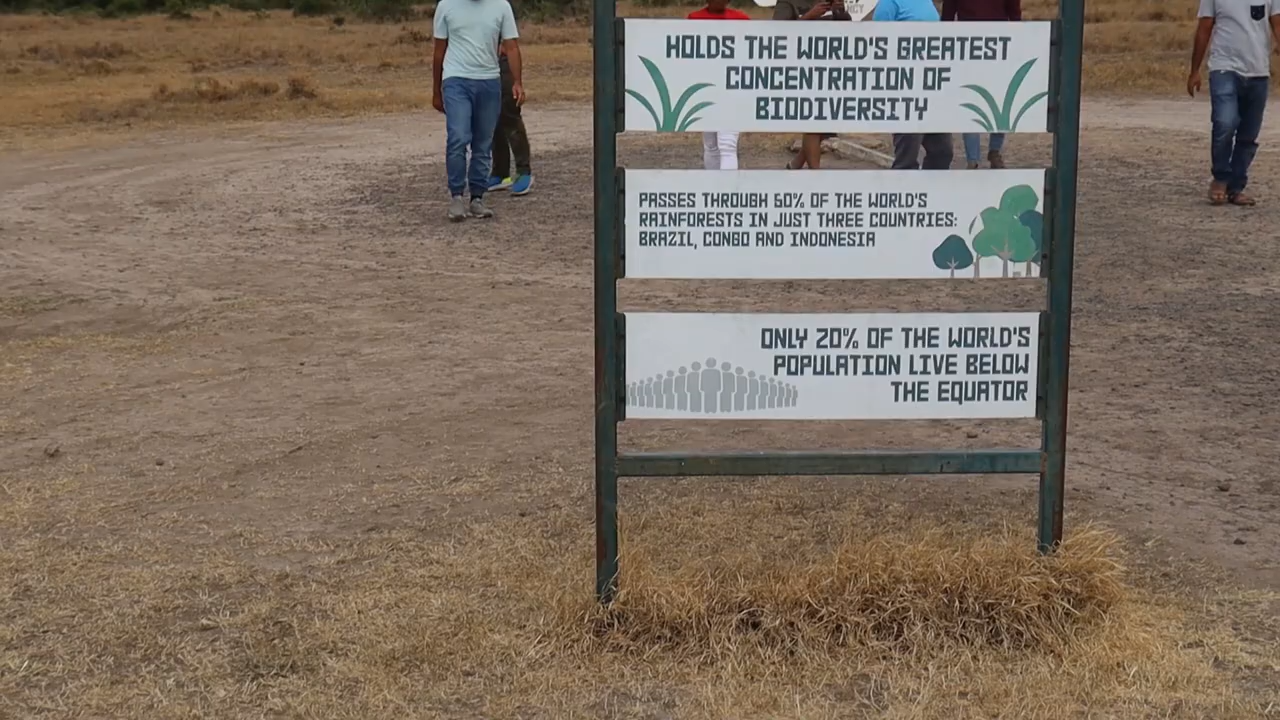 HOLDS THE WORLD'S GREATEST
CONCENTRATION OF
BIODIVERSITY
PASSES THROUGH 60% OF THE WORLD'S
RAINFORESTS IN JUST THREE COUNTRIES:
BRAZIL, CONGO AND INDONESIA
ONLY 20% OF THE WORLD'S
POPULATION LIVE BELOW
THE EQUATOR